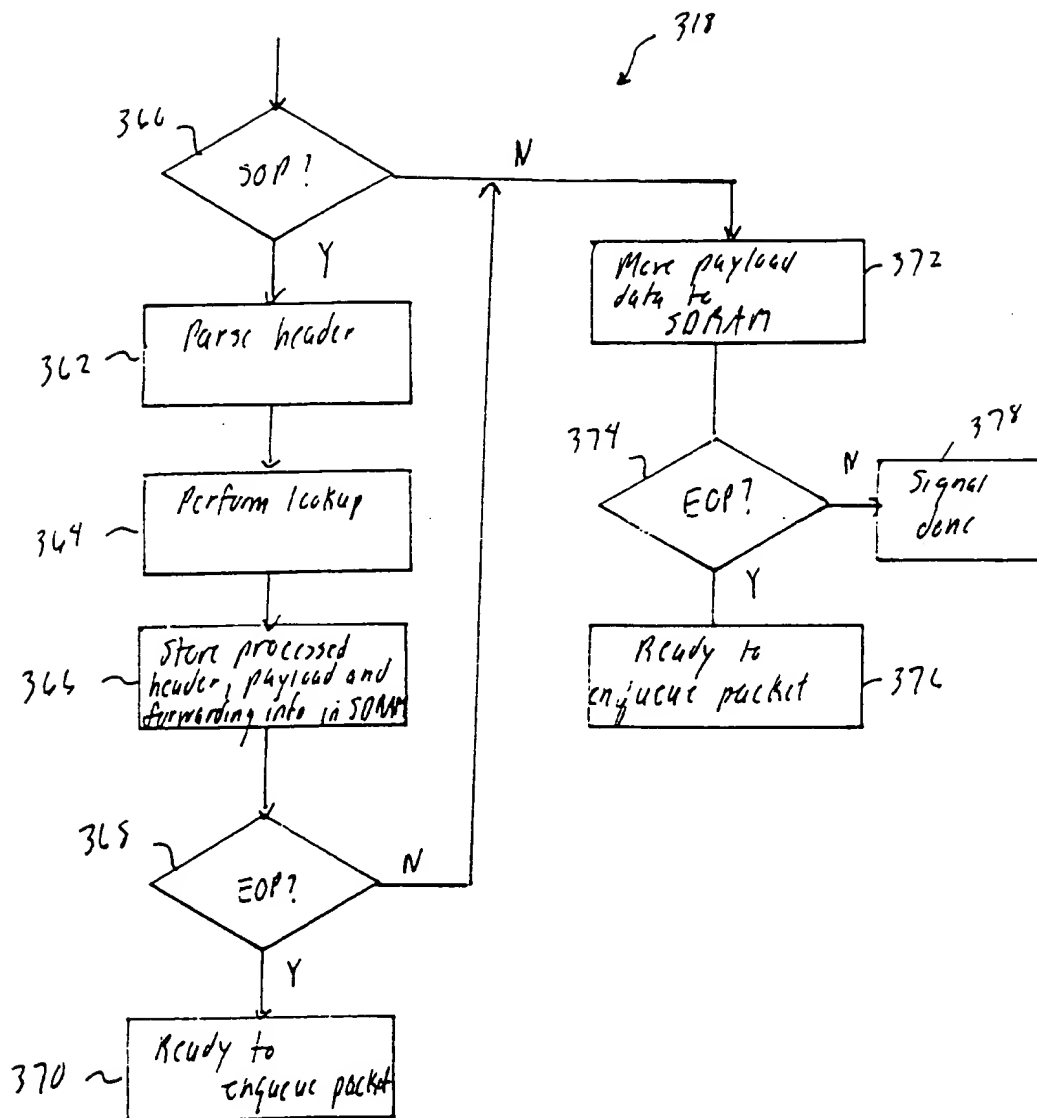 318
360
SOP?
N
Y
Parse header
362
Perform lookup
364
Store processed
header, payload and
forwarding info in SDRAM
366
368
EOP?
N
Y
Ready to
enqueue packet
370
Move payload
data to
SDRAM
372
374
EOP?
N
Y
378
Signal
done
Ready to
enqueue packet
376